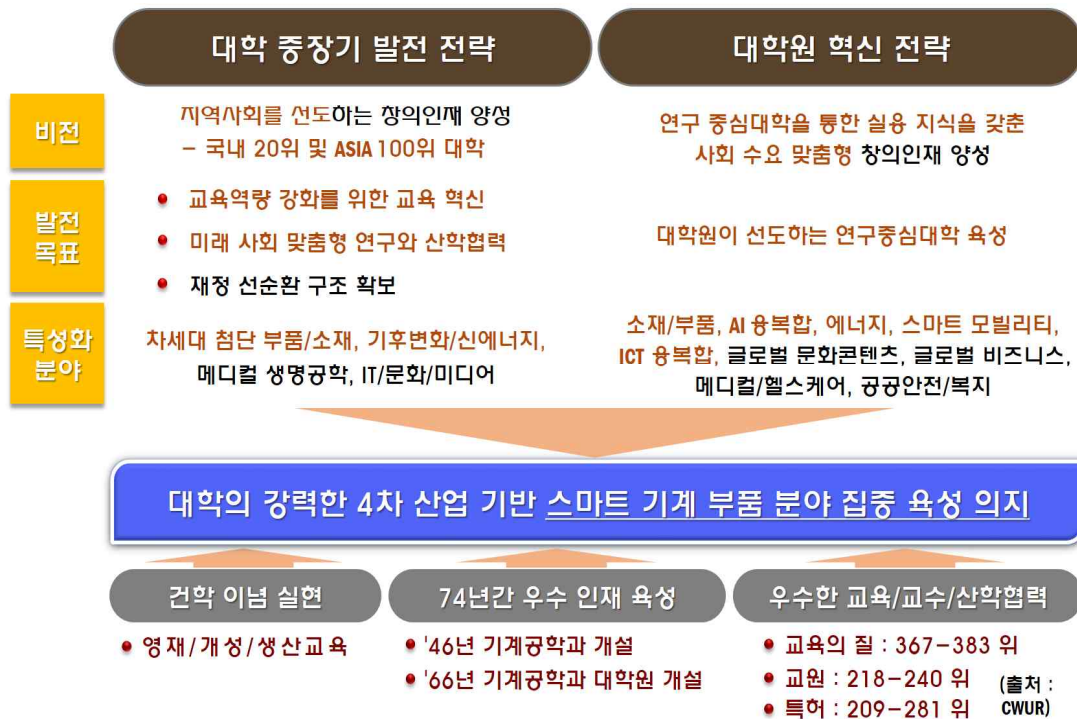 대학 중장기 발전 전략
대학원 혁신 전략
비전
지역사회를 선도하는 창의인재 양성
– 국내 20위 및 ASIA 100위 대학
연구 중심대학을 통한 실용 지식을 갖춘
사회 수요 맞춤형 창의인재 양성
발전
목표
• 교육역량 강화를 위한 교육 혁신
• 미래 사회 맞춤형 연구와 산학협력
• 재정 선순환 구조 확보
대학원이 선도하는 연구중심대학 육성
특성화
분야
차세대 첨단 부품/소재, 기후변화/신에너지,
메디컬 생명공학, IT/문화/미디어
소재/부품, AI 융복합, 에너지, 스마트 모빌리티,
ICT 융복합, 글로벌 문화콘텐츠, 글로벌 비즈니스,
메디컬/헬스케어, 공공안전/복지
대학의 강력한 4차 산업 기반 스마트 기계 부품 분야 집중 육성 의지
건학 이념 실현
• 영재/개성/생산교육
74년간 우수 인재 육성
• '46년 기계공학과 개설
• '66년 기계공학과 대학원 개설
우수한 교육/교수/산학협력
• 교육의 질 : 367–383 위
• 교원 : 218–240 위
• 특허 : 209–281 위
(출처 :
CWUR)